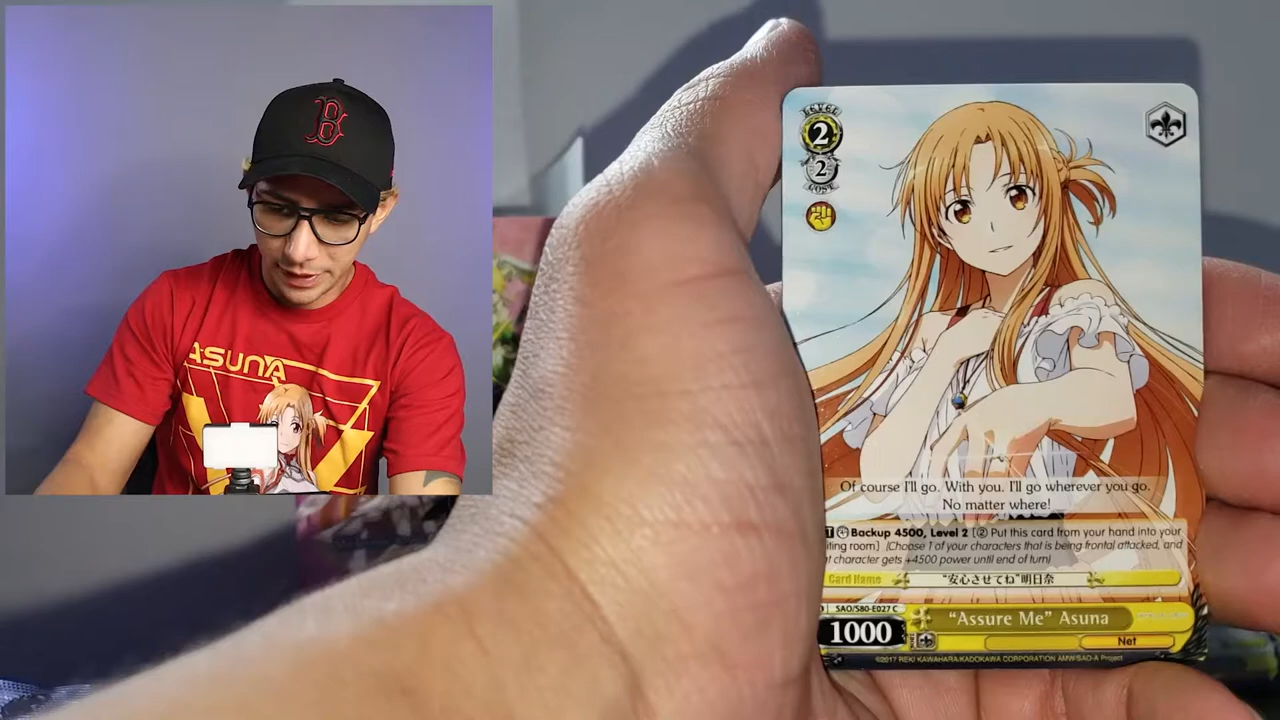 B
ASUNA
LEVEL
2
2
COST
Of course I'll go. With you. I'll go wherever you go.
No matter where!
Backup 4500, Level 2 [② Put this card from your hand into your
iting room] (Choose 1 of your characters that is being frontal attacked, and
t character gets +4500 power until end of turn)
Card Name
"安心させてね"明日奈
SAO/S80-E027 C
"Assure Me" Asuna
1000
Net
©2017 REKI KAWAHARA/KADOKAWA CORPORATION AMW/SAO-A Project